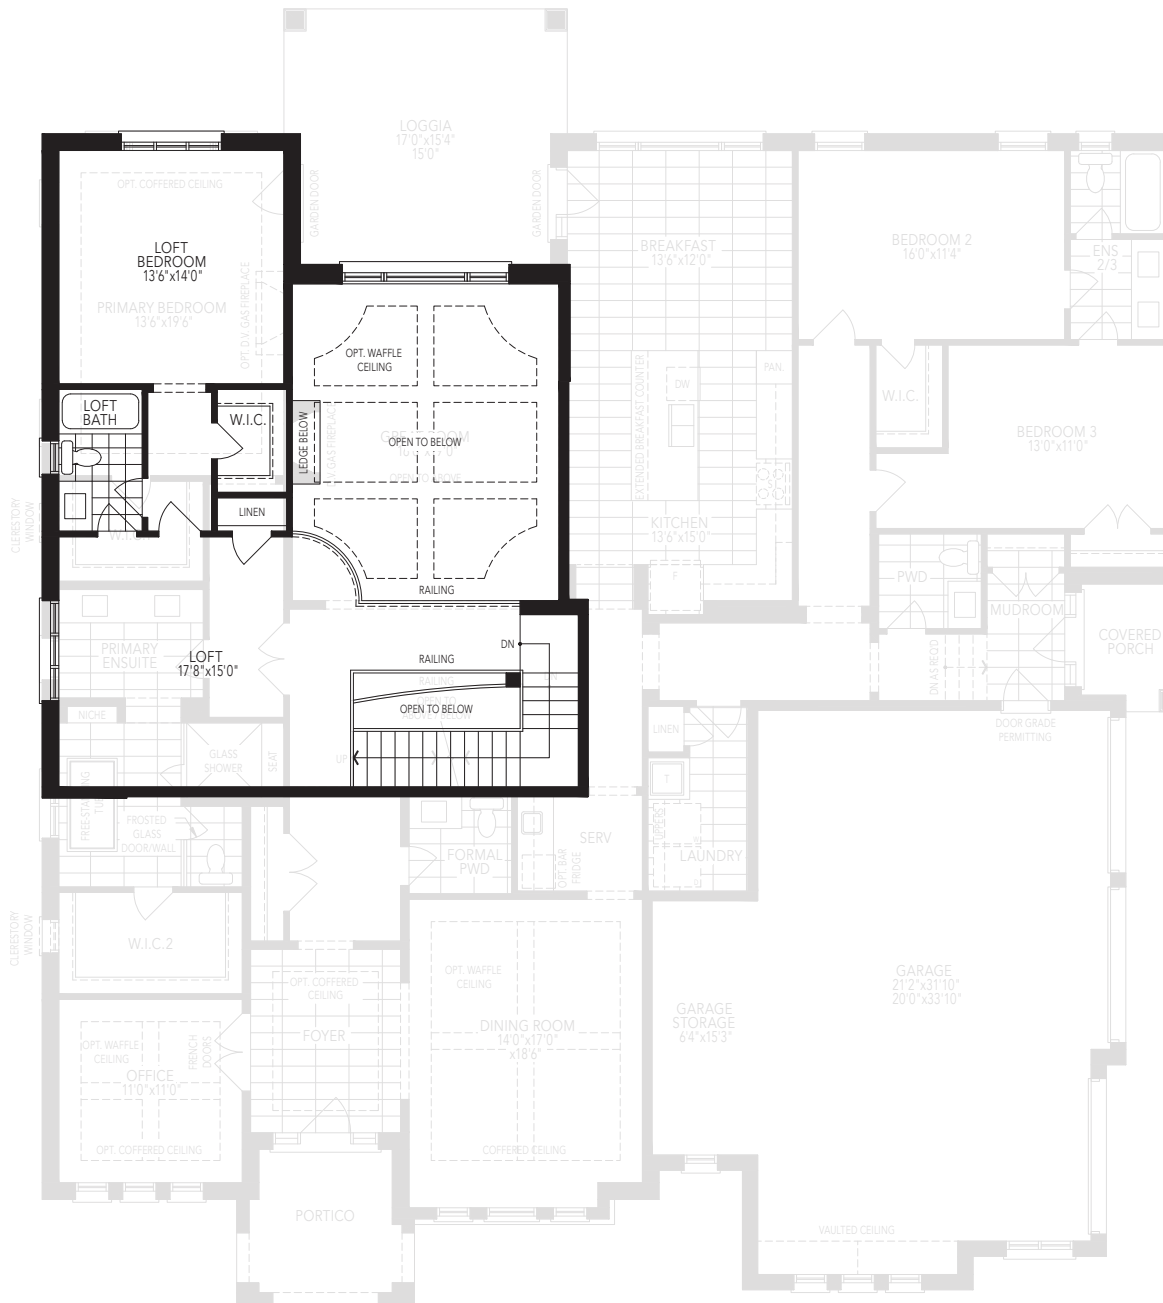 LOGGIA
17'0"x15'4"
15'0"
OPT. COFFERED CEILING
GARDEN DOOR
GARDEN DOOR
LOFT
BEDROOM
13'6"x14'0"
PRIMARY BEDROOM
13'6"x19'6"
OPT. D.V. GAS FIREPLACE
BREAKFAST
13'6"x12'0"
BEDROOM 2
16'0"x11'4"
ENS
2/3
OPT. WAFFLE
CEILING
LOFT
BATH
W.I.C.
LEDGE BELOW
D.V. GAS FIREPLACE
OPEN TO BELOW
OPEN TO ABOVE
EXTENDED BREAKFAST COUNTER
DW
PAN.
W.I.C.
BEDROOM 3
13'0"x11'0"
CLERESTORY
WINDOW
LINEN
KITCHEN
13'6"x15'0"
F
RAILING
PWD
MUDROOM
COVERED
PORCH
PRIMARY
ENSUITE
LOFT
17'8"x15'0"
RAILING
DN
RAILING
OPEN TO BELOW
DN AS REQ'D
NICHE
GLASS
SHOWER
SEAT
UP
LINEN
DOOR GRADE
PERMITTING
T
UPPERS
LAUNDRY
FROSTED
GLASS
DOOR/WALL
FORMAL
PWD
SERV
OPT. BAR
FRIDGE
CLERESTORY
WINDOW
W.I.C.2
OPT. COFFERED
CEILING
FOYER
OPT. WAFFLE
CEILING
DINING ROOM
14'0"x17'0"
x18'6"
COFFERED CEILING
GARAGE
21'2"x31'10"
20'0"x33'10"
GARAGE
STORAGE
6'4"x15'3"
OPT. WAFFLE
CEILING
FRENCH
DOORS
OFFICE
11'0"x11'0"
OPT. COFFERED CEILING
PORTICO
VAULTED CEILING